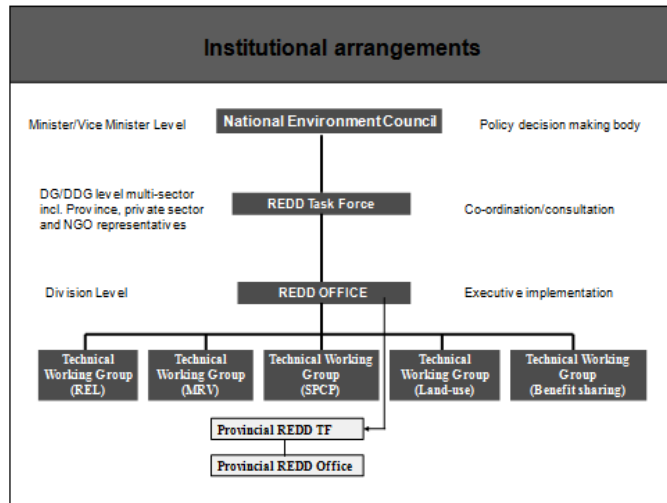 Institutional arrangements
Minister/Vice Minister Level
National Environment Council
Policy decision making body
DG/DDG level multi-sector
incl. Province, private sector
and NGO representatives
REDD Task Force
Co-ordination/consultation
Division Level
REDD OFFICE
Executive implementation
Technical
Working Group
(REL)
Technical
Working Group
(MRV)
Technical Working
Group
(SPCP)
Technical
Working Group
(Land-use)
Technical Working
Group
(Benefit sharing)
Provincial REDD TF
Provincial REDD Office